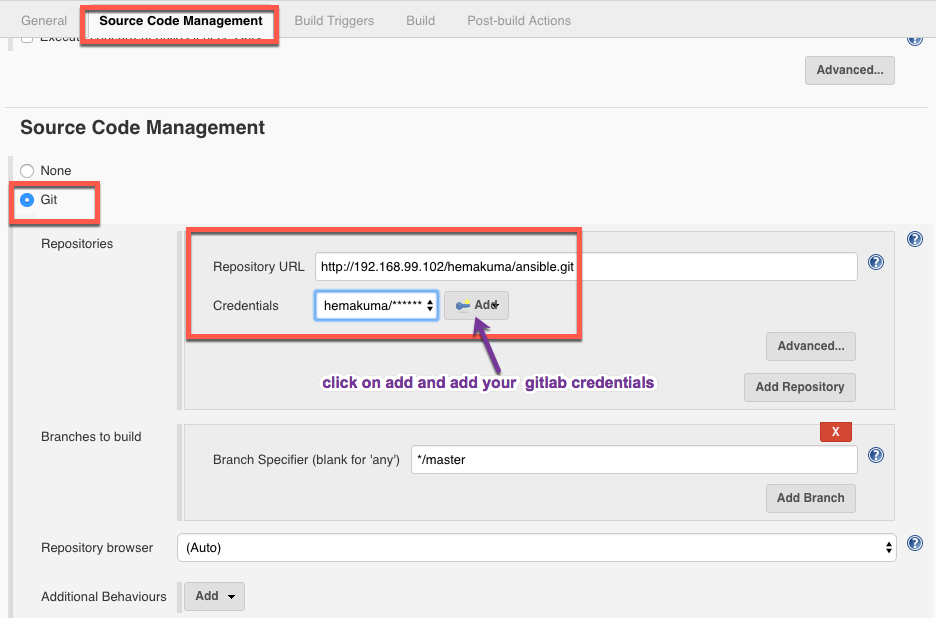 General Source Code Management Build Triggers Build Post-build Actions
Advanced...
Source Code Management
None
Git
Repositories
Repository URL http://192.168.99.102/hemakuma/ansible.git
Credentials hemakuma/****** Add
Advanced...
click on add and add your gitlab credentials
Add Repository
X
Branches to build
Branch Specifier (blank for 'any') */master
Add Branch
Repository browser (Auto)
Additional Behaviours Add